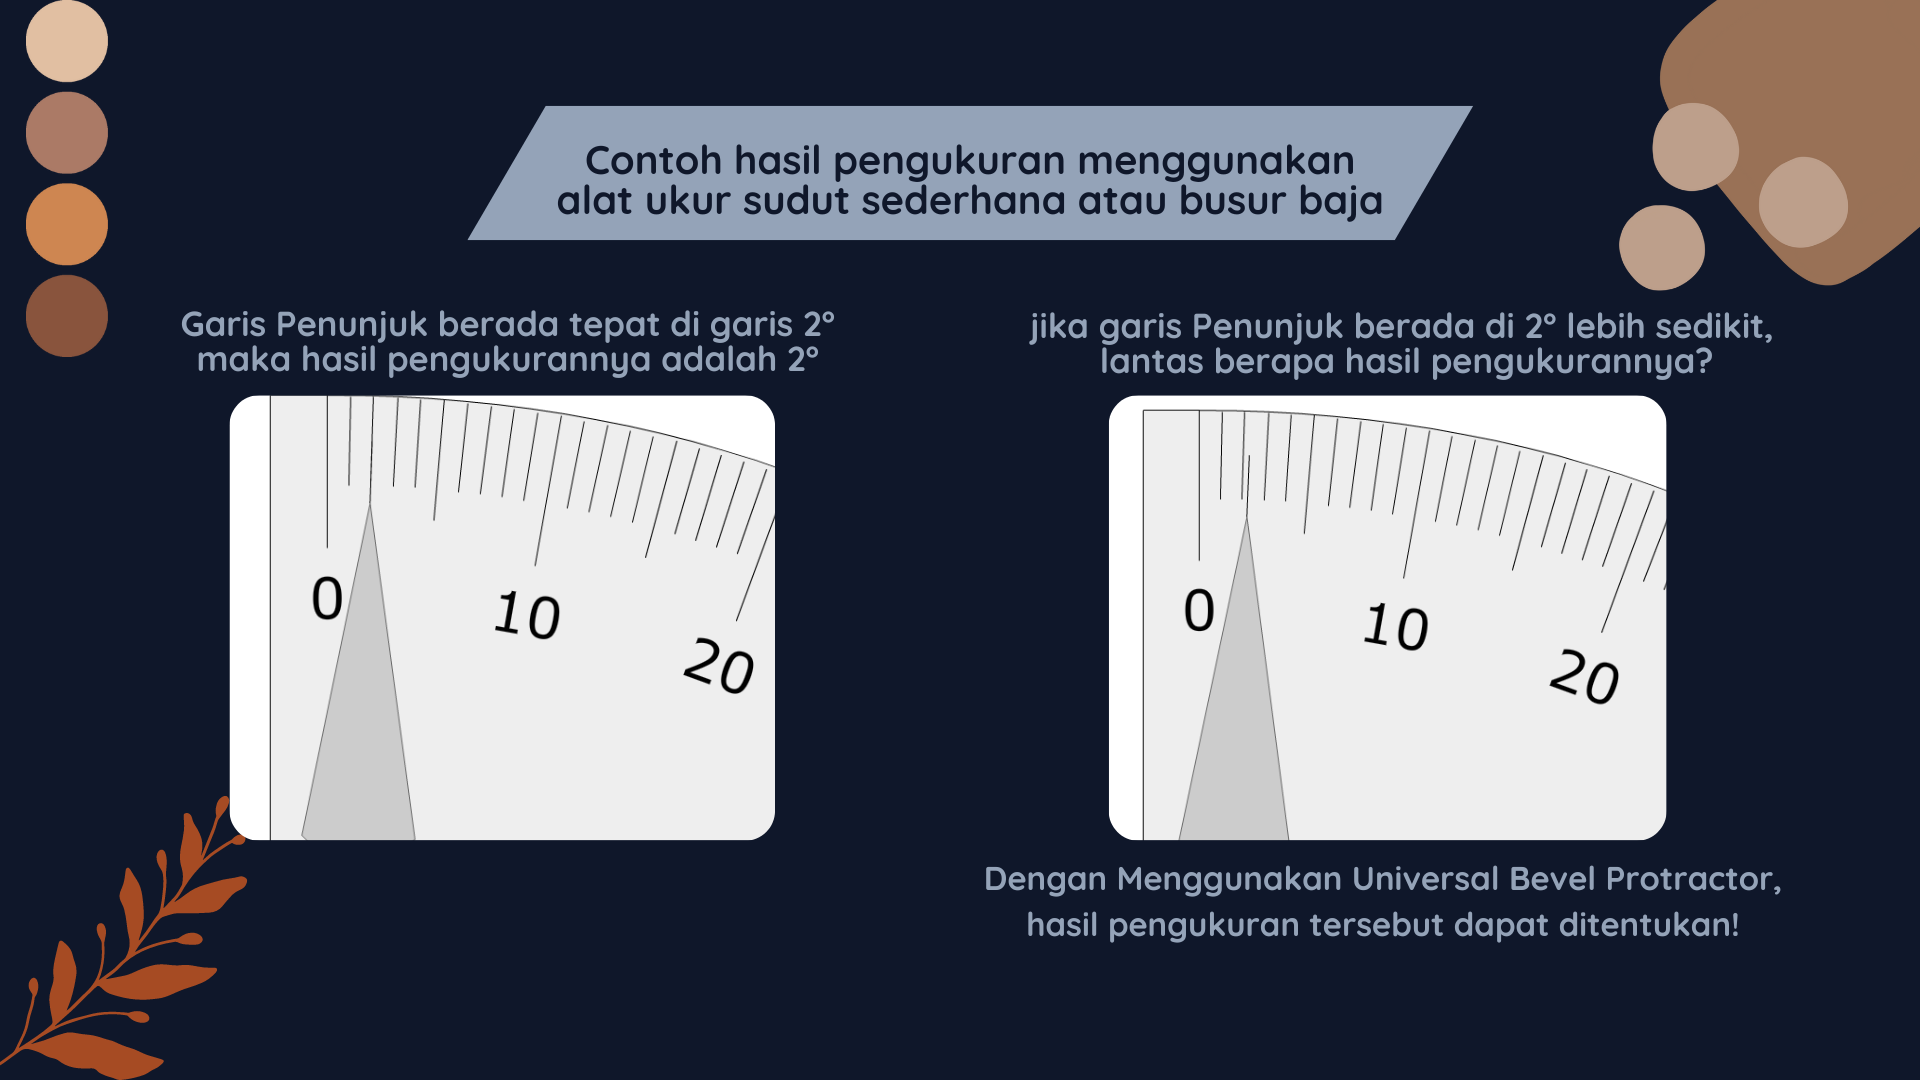 Contoh hasil pengukuran menggunakan
alat ukur sudut sederhana atau busur baja
Garis Penunjuk berada tepat di garis 2°
maka hasil pengukurannya adalah 2°
0
10
20
jika garis Penunjuk berada di 2° lebih sedikit,
lantas berapa hasil pengukurannya?
0
10
20
Dengan Menggunakan Universal Bevel Protractor,
hasil pengukuran tersebut dapat ditentukan!